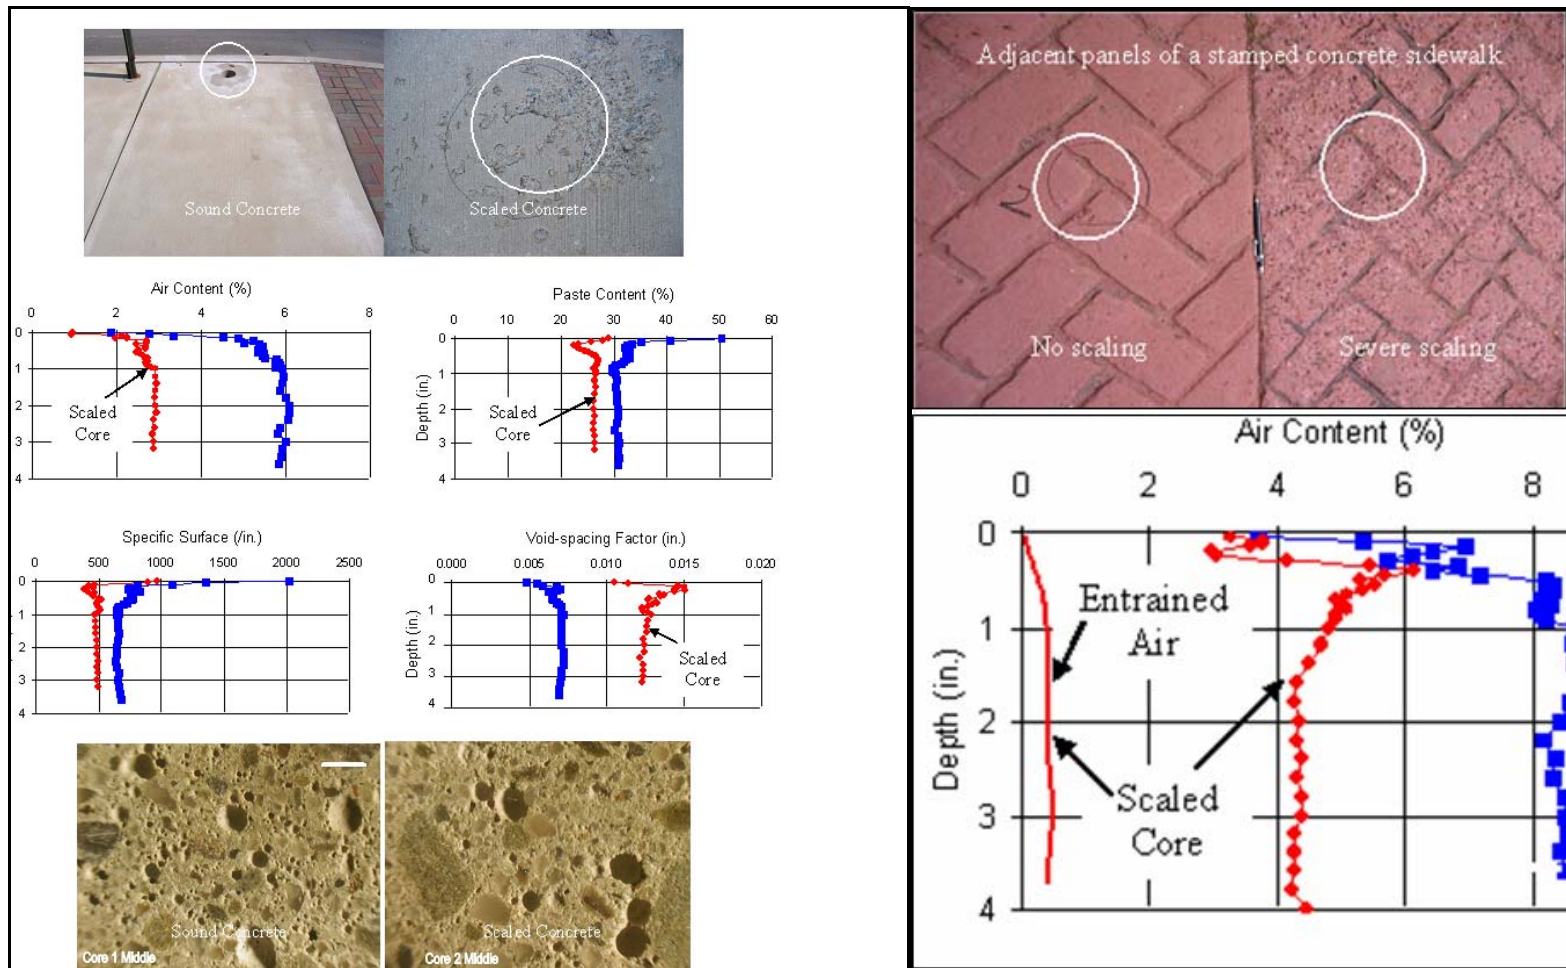 Sound Concrete
Scaled Concrete
Air Content (%)
0 2 4 6 8
0
1
2
3
4
Scaled
Core
Paste Content (%)
0 10 20 30 40 50 60
Depth (in.)
0
1
2
3
4
Scaled
Core
Specific Surface (/in.)
0 500 1000 1500 2000 2500
0
1
2
3
4
Void-spacing Factor (in.)
0.000 0.005 0.010 0.015 0.020
Depth (in.)
0
1
2
3
4
Scaled
Core
Sound Concrete
Core 1 Middle
Scaled Concrete
Core 2 Middle
Adjacent panels of a stamped concrete sidewalk
No scaling
Severe scaling
Air Content (%)
0 2 4 6 8
Depth (in.)
0
1
2
3
4
Entrained
Air
Scaled
Core